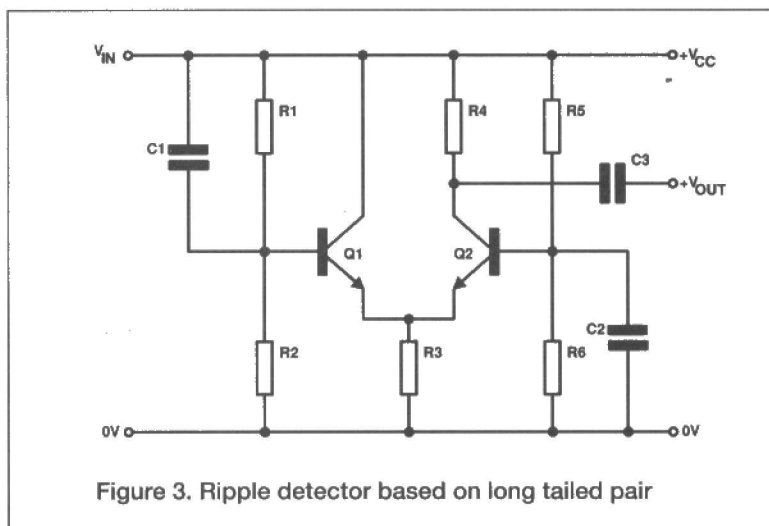 VIN
+VCC
R1
R4
R5
C1
C3
+VOUT
Q1
Q2
R2
R3
R6
C2
0V
0V
Figure 3. Ripple detector based on long tailed pair